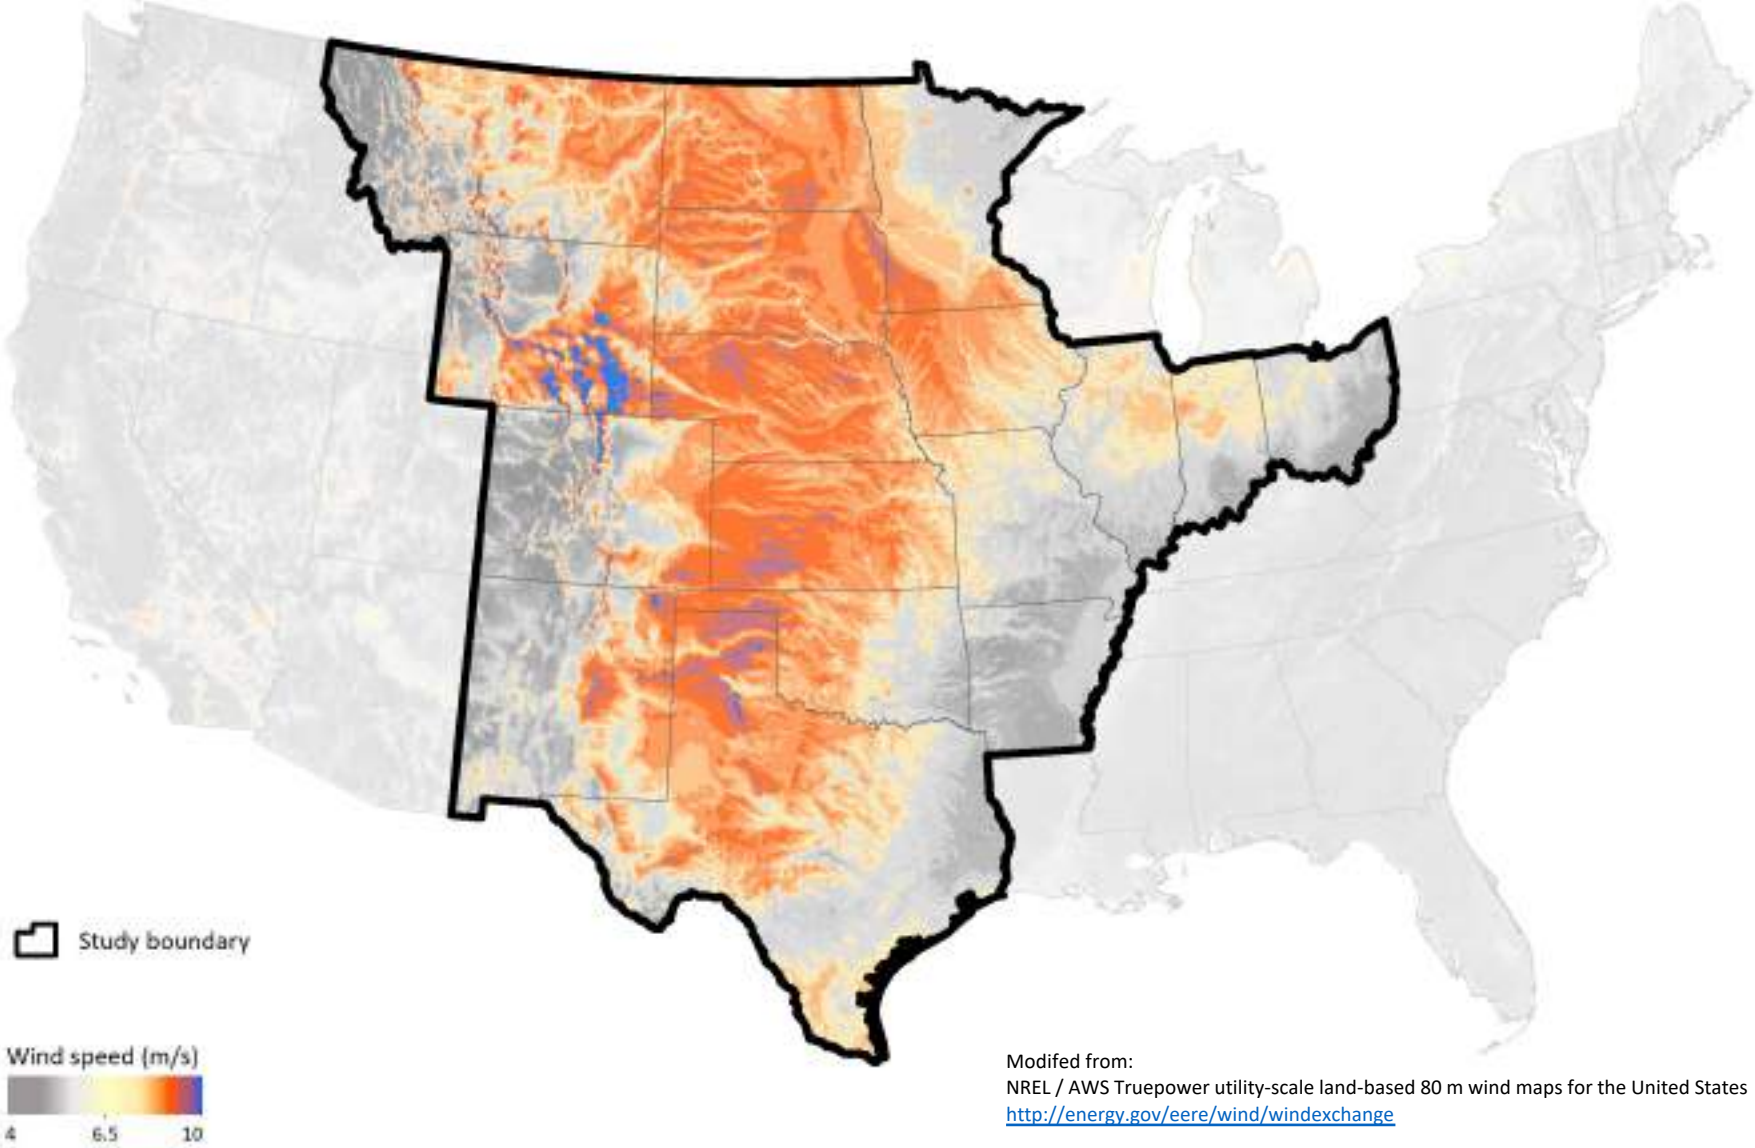 Study boundary
Wind speed (m/s)
4 6.5 10
Modifed from:
NREL / AWS Truepower utility-scale land-based 80 m wind maps for the United States
http://energy.gov/eere/wind/windexchange